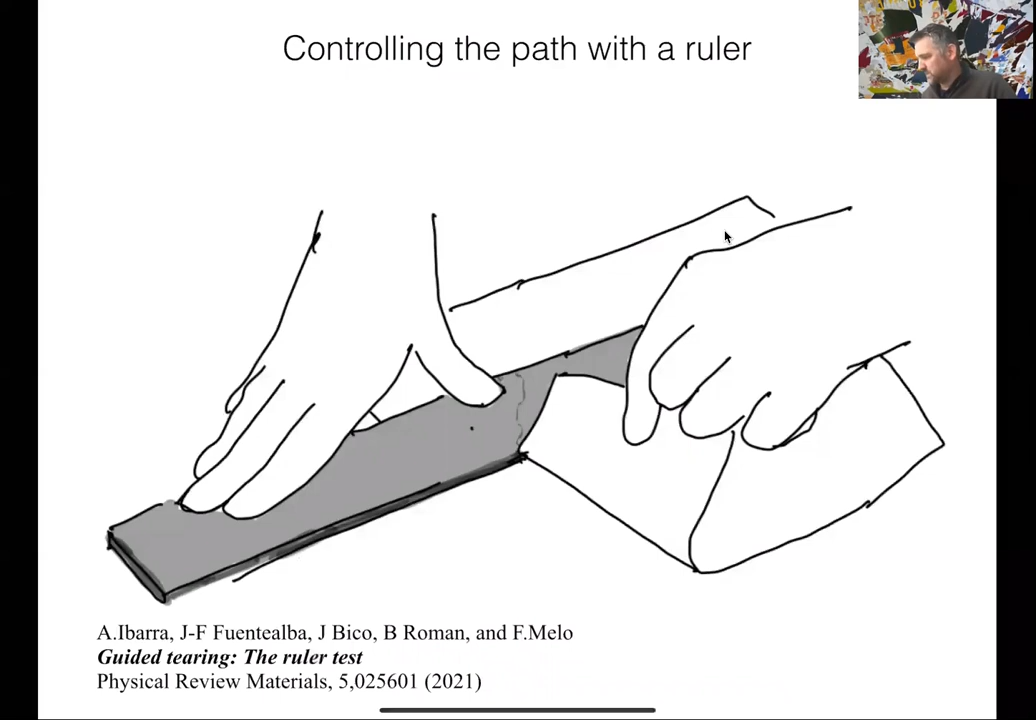 Controlling the path with a ruler
A.Ibarra, J-F Fuentealba, J Bico, B Roman, and F.Melo
Guided tearing: The ruler test
Physical Review Materials, 5,025601 (2021)